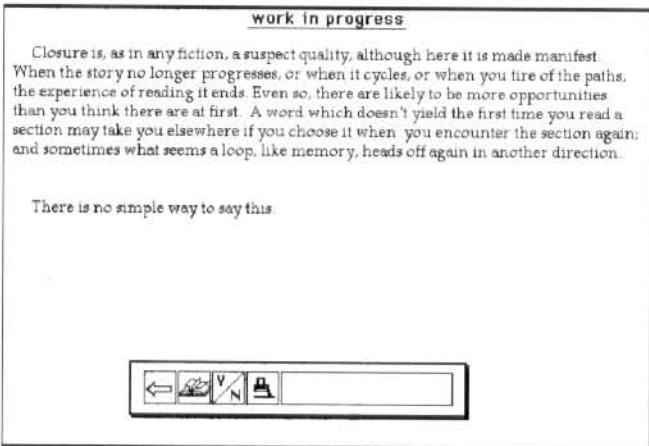 work in progress
Closure is, as in any fiction, a suspect quality, although here it is made manifest.
When the story no longer progresses, or when it cycles, or when you tire of the paths,
the experience of reading it ends. Even so, there are likely to be more opportunities
than you think there are at first. A word which doesn't yield the first time you read a
section may take you elsewhere if you choose it when you encounter the section again;
and sometimes what seems a loop, like memory, heads off again in another direction.
There is no simple way to say this.
Y/N